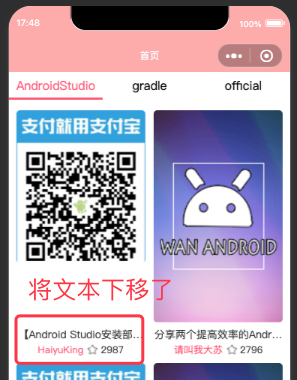 17:48
100%
首页
AndroidStudio gradle official
支付就用支付宝
WAN ANDROID
将文本下移了
【Android Studio安装部...
HaiyuKing ☆ 2987
分享两个提高效率的Andr...
请叫我大苏 ☆ 2796
支付就用支付宝